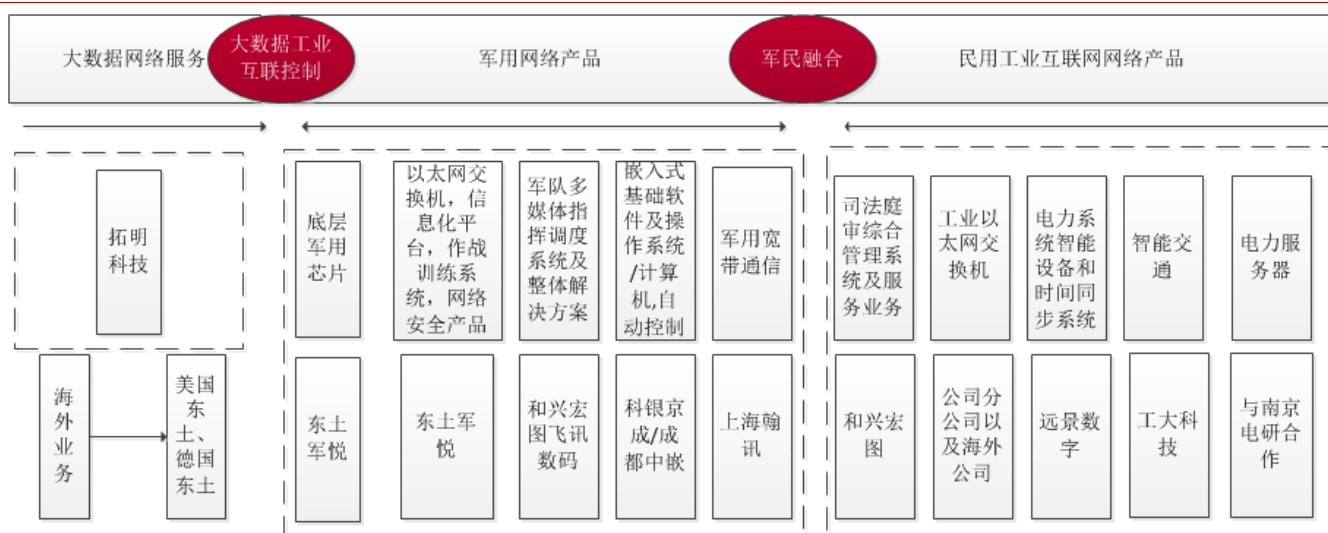 大数据网络服务
大数据工业
互联控制
军用网络产品
军民融合
民用工业互联网网络产品
拓明
科技
底层
军用
芯片
以太网交
换机，信
息化平
台，作战
训练系
统，网络
安全产品
军队多
媒体指
挥调度
系统及
整体解
决方案
嵌入式
基础软
件及操
作系统
/计算
机,自
动控制
军用宽
带通信
司法庭
审综合
管理系
统及服
务业务
工业以
太网交
换机
电力系
统智能
设备和
时间同
步系统
智能交
通
电力服
务器
海
外
业
务
美国
东
土、
德国
东土
东土
军悦
东土军
悦
和兴宏
图飞讯
数码
科银京
成/成
都中嵌
上海翰
讯
和兴宏
图
公司分
公司以
及海外
公司
远景数
字
工大科
技
与南京
电研合
作